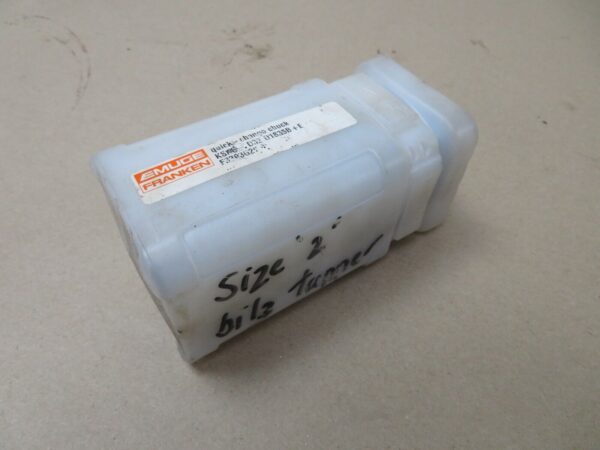 EMUGE
FRANKEN
quick-change chuck
Size "2"
bilz tapper